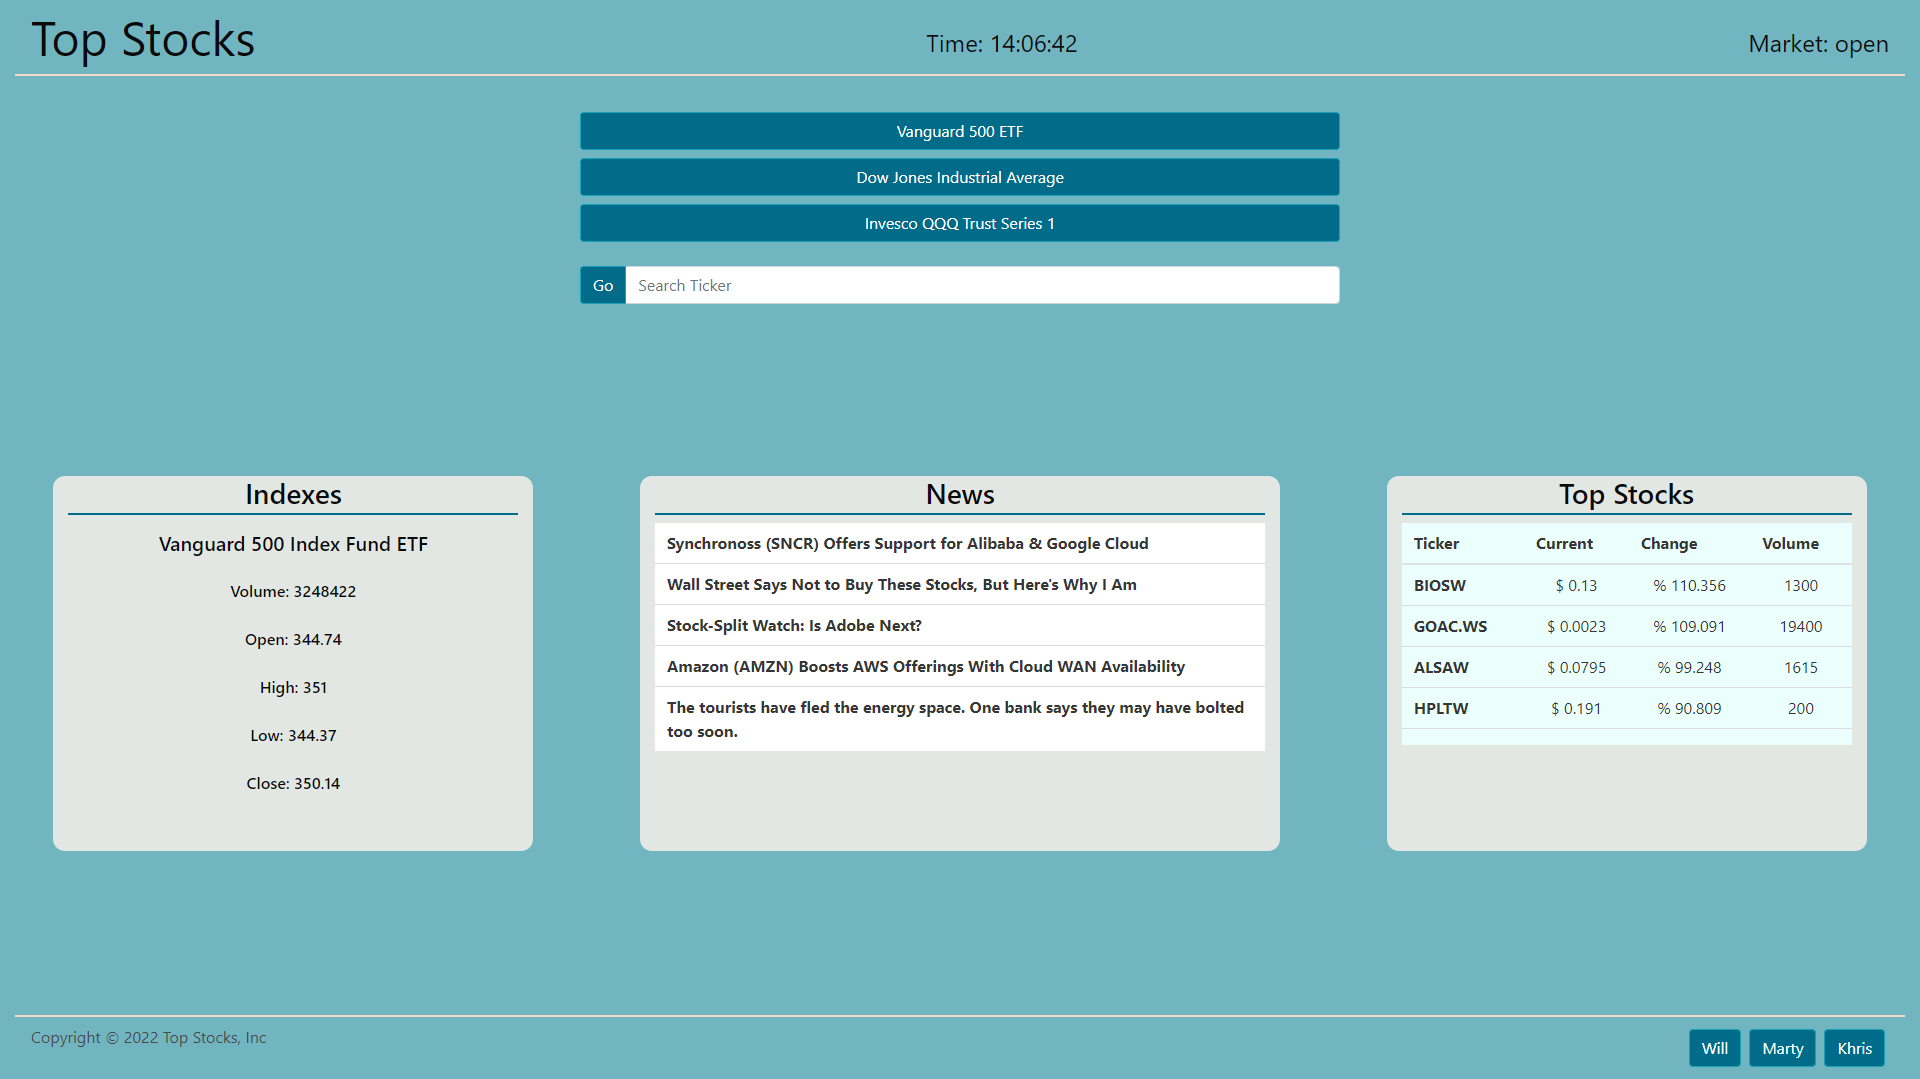 Top Stocks
Time: 14:06:42
Market: open
Vanguard 500 ETF
Dow Jones Industrial Average
Invesco QQQ Trust Series 1
Go Search Ticker
Indexes
Vanguard 500 Index Fund ETF
Volume: 3248422
Open: 344.74
High: 351
Low: 344.37
Close: 350.14
News
Synchronoss (SNCR) Offers Support for Alibaba & Google Cloud
Wall Street Says Not to Buy These Stocks, But Here's Why I Am
Stock-Split Watch: Is Adobe Next?
Amazon (AMZN) Boosts AWS Offerings With Cloud WAN Availability
The tourists have fled the energy space. One bank says they may have bolted
too soon.
Top Stocks
Ticker Current Change Volume
BIOSW $ 0.13 % 110.356 1300
GOAC.WS $ 0.0023 % 109.091 19400
ALSAW $ 0.0795 % 99.248 1615
HPLTW $ 0.191 % 90.809 200
Copyright © 2022 Top Stocks, Inc
Will Marty Khris